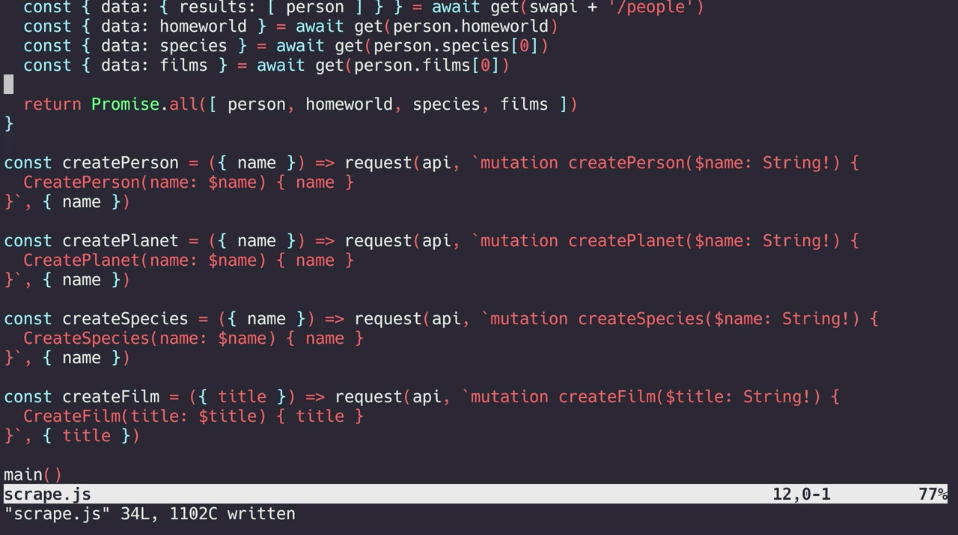 const { data: { results: [ person ] } } = await get(swapi + '/people')
const { data: homeworld } = await get(person.homeworld)
const { data: species } = await get(person.species[0])
const { data: films } = await get(person.films[0])
return Promise.all([ person, homeworld, species, films ])
}
const createPerson = ({ name }) => request(api, `mutation createPerson($name: String!) {
CreatePerson(name: $name) { name }
}`, { name })
const createPlanet = ({ name }) => request(api, `mutation createPlanet($name: String!) {
CreatePlanet(name: $name) { name }
}`, { name })
const createSpecies = ({ name }) => request(api, `mutation createSpecies($name: String!) {
CreateSpecies(name: $name) { name }
}`, { name })
const createFilm = ({ title }) => request(api, `mutation createFilm($title: String!) {
CreateFilm(title: $title) { title }
}`, { title })
main()
scrape.js 12,0-1 77%
"scrape.js" 34L, 1102C written